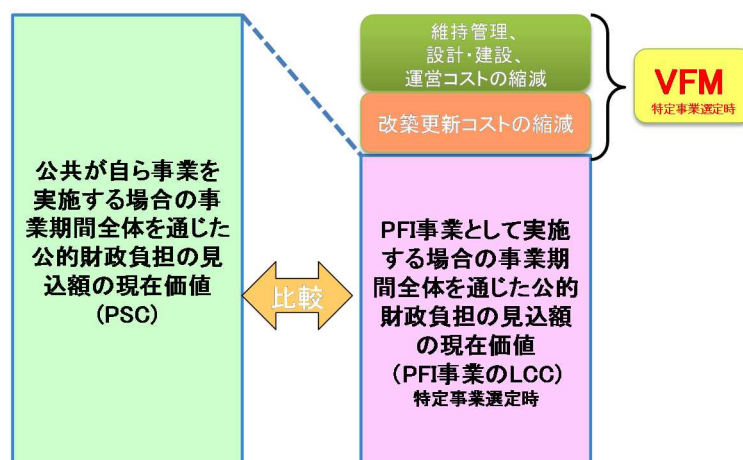 公共が自ら事業を
実施する場合の事
業期間全体を通じた
公的財政負担の見
込額の現在価値
(PSC)
比較
維持管理、
設計・建設、
運営コストの縮減
改築更新コストの縮減
PFI事業として実施
する場合の事業期
間全体を通じた公的
財政負担の見込額
の現在価値
(PFI事業のLCC)
特定事業選定時
VFM
特定事業選定時